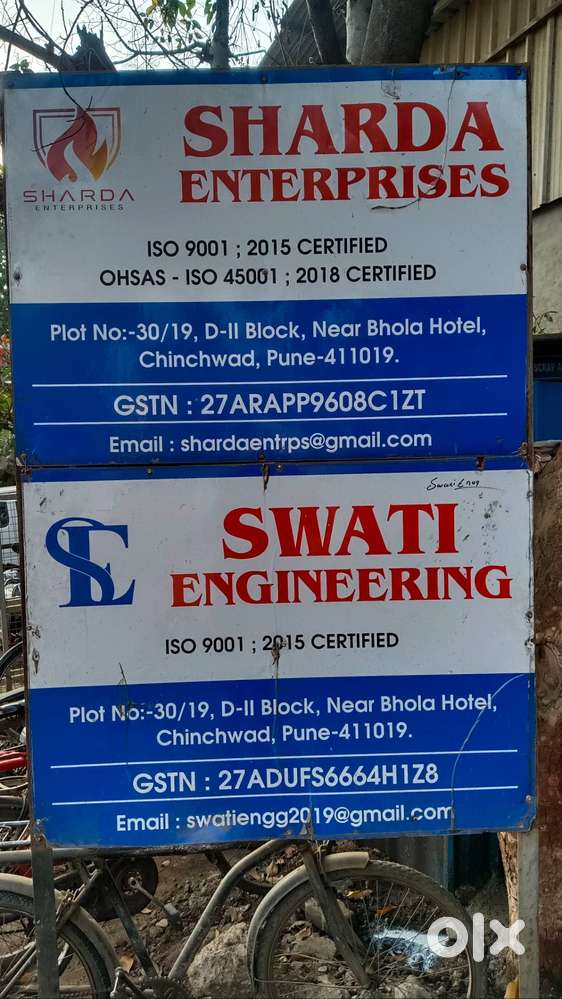 SHARDA
ENTERPRISES
SHARDA
ENTERPRISES
ISO 9001 ; 2015 CERTIFIED
OHSAS - ISO 45001 ; 2018 CERTIFIED
Plot No:-30/19, D-II Block, Near Bhola Hotel,
Chinchwad, Pune-411019.
GSTN : 27ARAPP9608C1ZT
Email : shardaentrps@gmail.com
SE
SWATI
ENGINEERING
ISO 9001 ; 2015 CERTIFIED
Plot No:-30/19, D-II Block, Near Bhola Hotel,
Chinchwad, Pune-411019.
GSTN : 27ADUFS6664H1Z8
Email : swatiengg2019@gmail.com
SCRAP
olx